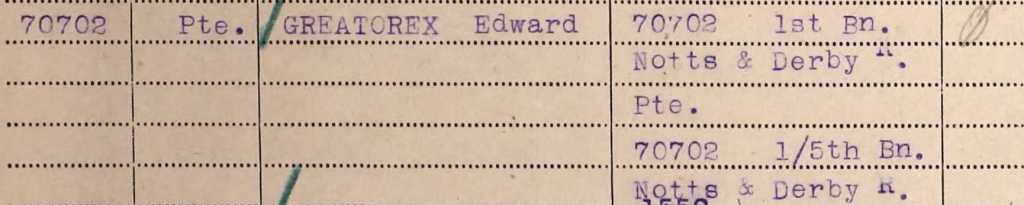 70702 Pte. GREATOREX Edward 70702 1st Bn.
Notts & Derby R.
Pte.
70702 1/5th Bn.
Notts & Derby R.